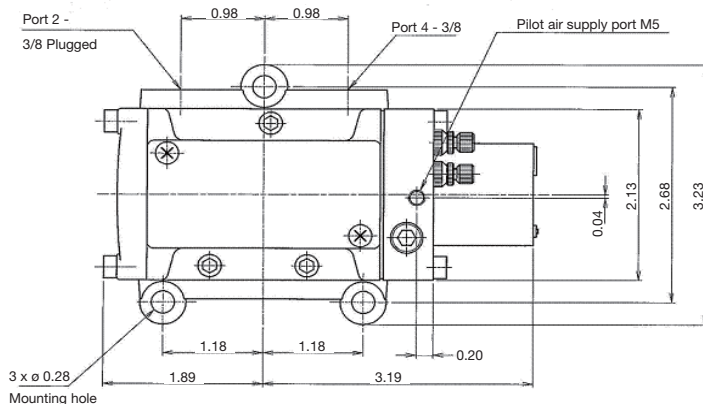 Port 2 -
3/8 Plugged
0.98
0.98
Port 4 - 3/8
Pilot air supply port M5
0.04
2.13
2.68
3.23
1.18
1.18
0.20
1.89
3.19
3 x ø 0.28
Mounting hole